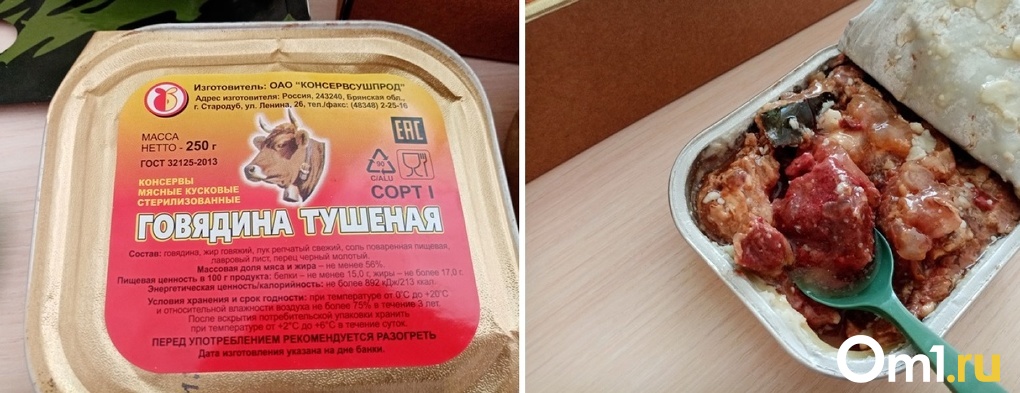 Изготовитель: ОАО "КОНСЕРВСУШПРОД"
Адрес изготовителя: Россия, 243240, Брянская обл.,
г. Стародуб, ул. Ленина, 26, тел./факс: (48348) 2-25-16
МАССА
НЕТТО - 250 г
ГОСТ 32125-2013
EAC
90
C/ALU
СОРТ I
КОНСЕРВЫ
МЯСНЫЕ КУСКОВЫЕ
СТЕРИЛИЗОВАННЫЕ
ГОВЯДИНА ТУШЕНАЯ
Состав: говядина, жир говяжий, лук репчатый свежий, соль поваренная пищевая,
лавровый лист, перец черный молотый.
Массовая доля мяса и жира – не менее 56%.
Пищевая ценность в 100 г продукта: белки – не менее 15,0 г, жиры – не более 17,0 г.
Энергетическая ценность/калорийность: не более 892 кДж/213 ккал.
Условия хранения и срок годности: при температуре от 0°С до +20°С
и относительной влажности воздуха не более 75% в течение 3 лет.
После вскрытия потребительской упаковки хранить
при температуре от +2°С до +6°С в течение суток.
ПЕРЕД УПОТРЕБЛЕНИЕМ РЕКОМЕНДУЕТСЯ РАЗОГРЕТЬ
Дата изготовления указана на дне банки.
Om1.ru